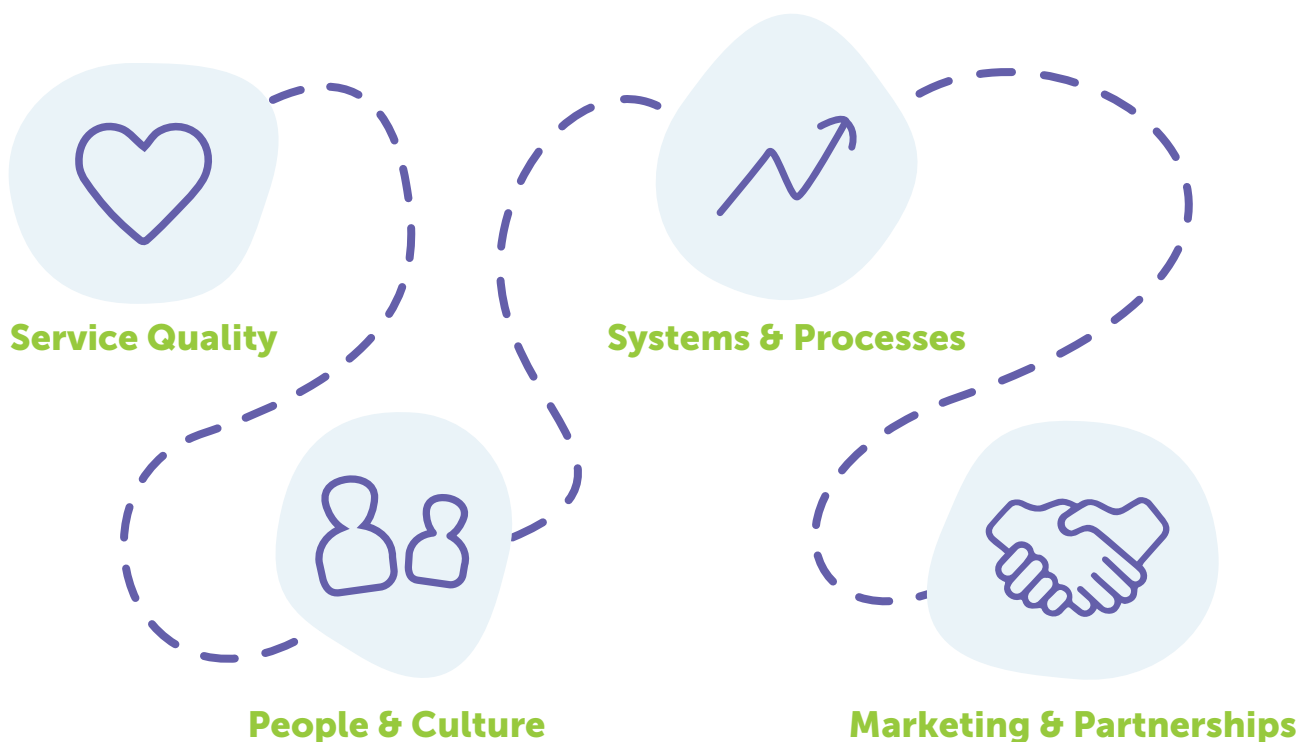 Service Quality
Systems & Processes
People & Culture
Marketing & Partnerships